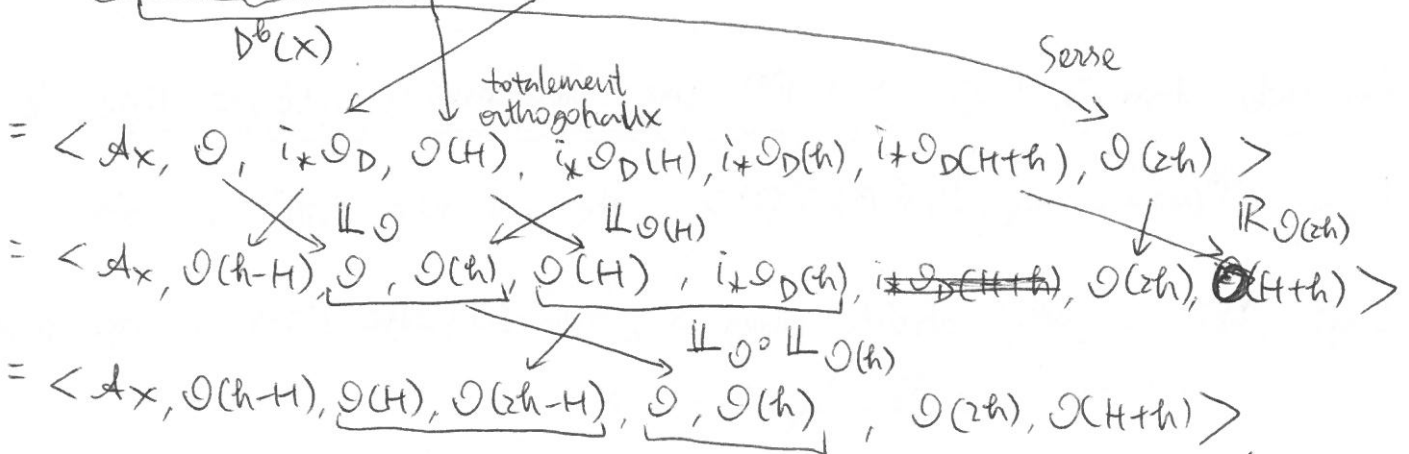 D^b(X)
Serre
totalement
orthogonaux
= < A_X, O, i_*O_D, O(H), i_*O_D(H), i_*O_D(h), i_*O_D(H+h), O(2h) >
𝕃_O 𝕃_O(H) ℝ_O(2h)
= < A_X, O(h-H), O, O(h), O(H), i_*O_D(h), i_*O_D(H+h), O(2h), O(H+h) >
𝕃_O ∘ 𝕃_O(h)
= < A_X, O(h-H), O(H), O(2h-H), O, O(h), O(2h), O(H+h) >